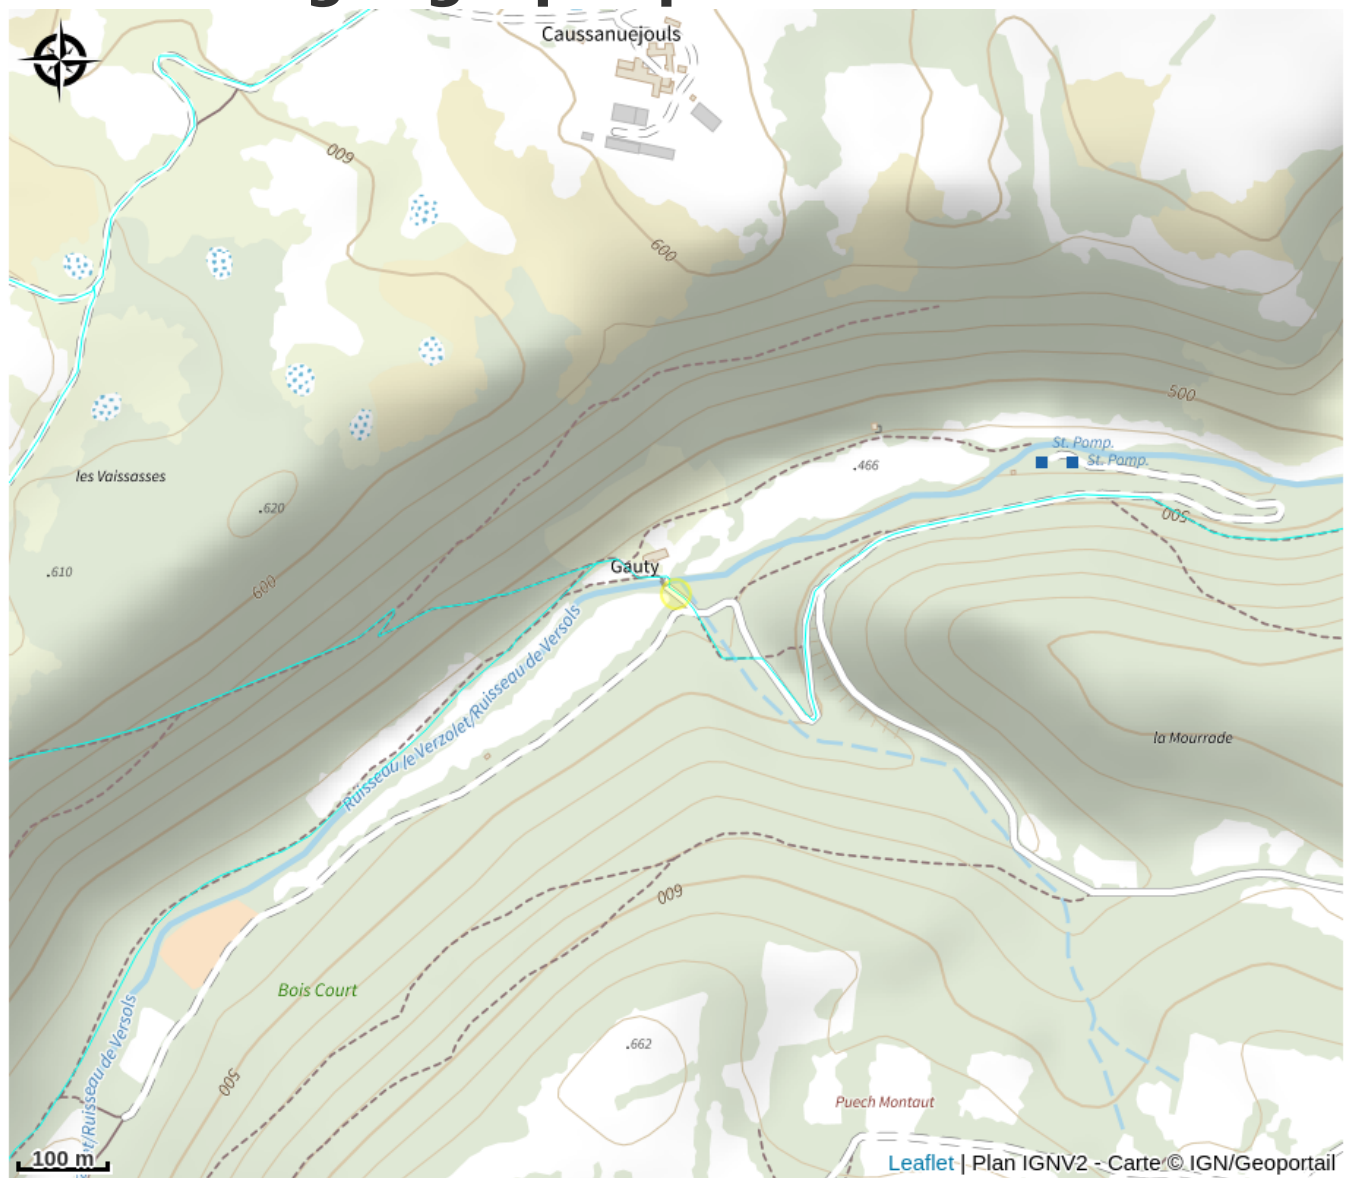 Caussanuejouls
600
600
500
St. Pomp.
St. Pomp.
.466
les Vaissasses
.620
500
Gauty
.610
600
Ruisseau le Verzolet/Ruisseau de Versols
la Mourrade
600
Bois Court
.662
500
et/Ruisseau de Versols
Puech Montaut
100 m
Leaflet | Plan IGNV2 - Carte © IGN/Geoportail